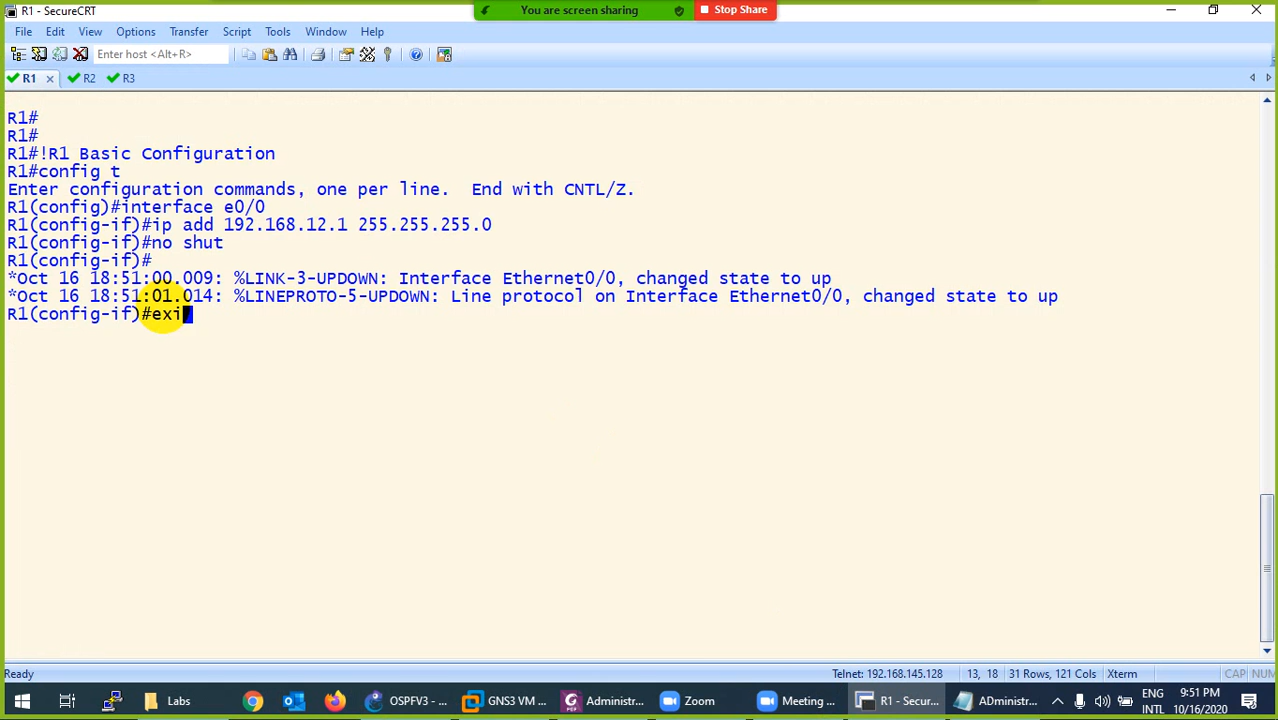 R1 - SecureCRT
You are screen sharing
Stop Share
File Edit View Options Transfer Script Tools Window Help
Enter host <Alt+R>
R1 R2 R3
R1#
R1#
R1#!R1 Basic Configuration
R1#config t
Enter configuration commands, one per line.  End with CNTL/Z.
R1(config)#interface e0/0
R1(config-if)#ip add 192.168.12.1 255.255.255.0
R1(config-if)#no shut
R1(config-if)#
*Oct 16 18:51:00.009: %LINK-3-UPDOWN: Interface Ethernet0/0, changed state to up
*Oct 16 18:51:01.014: %LINEPROTO-5-UPDOWN: Line protocol on Interface Ethernet0/0, changed state to up
R1(config-if)#exi
Ready Telnet: 192.168.145.128 13, 18 31 Rows, 121 Cols Xterm CAP NUM
Labs OSPFV3 - ... GNS3 VM ... Administr... Zoom Meeting ... R1 - Secur... ADministr... ENG INTL 9:51 PM 10/16/2020